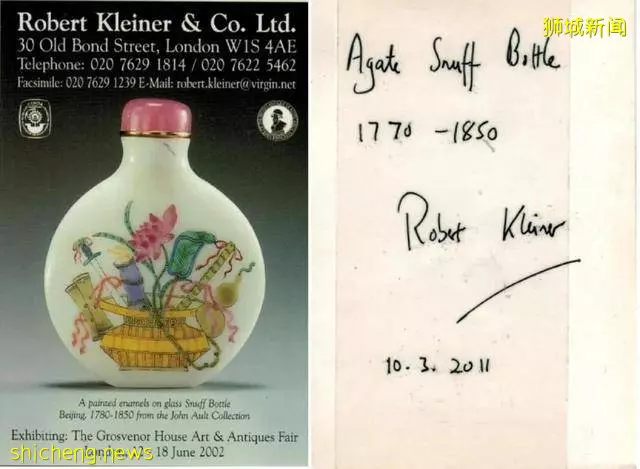 Robert Kleiner & Co. Ltd.
30 Old Bond Street, London W1S 4AE
Telephone: 020 7629 1814 / 020 7622 5462
Facsimile: 020 7629 1239 E-Mail: robert.kleiner@virgin.net
A painted enamels on glass Snuff Bottle
Beijing, 1780-1850 from the John Ault Collection
Exhibiting: The Grosvenor House Art & Antiques Fair
18 June 2002
shicheng.news
狮城新闻
Agate Snuff Bottle
1770 - 1850
Robert Kleiner
10.3.2011